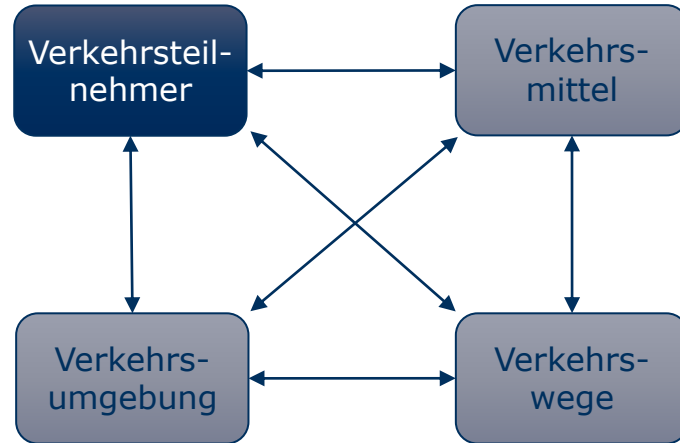 Verkehrsteil-
nehmer
Verkehrs-
mittel
Verkehrs-
umgebung
Verkehrs-
wege